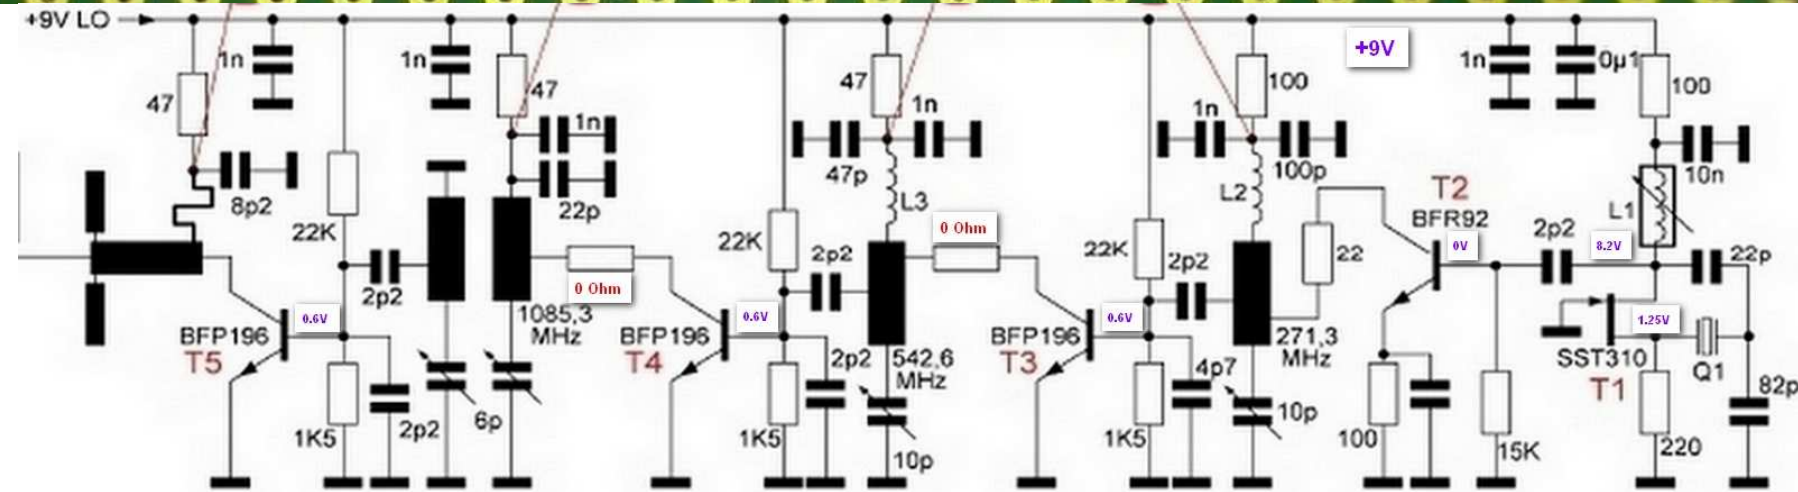 +9V LO
1n
47
8p2
22K
2p2
BFP196
T5
0.6V
1K5
2p2
1n
6p
47
1n
22p
0 Ohm
1085,3
MHz
BFP196
T4
0.6V
22K
2p2
1K5
2p2
47
1n
47p
L3
542,6
MHz
10p
0 Ohm
BFP196
T3
0.6V
22K
2p2
4p7
1K5
100
1n
100p
L2
271,3
MHz
10p
+9V
22
T2
BFR92
0V
100
15K
2p2
8.2V
1n
0µ1
100
10n
L1
22p
1.25V
SST310
T1
Q1
220
82p